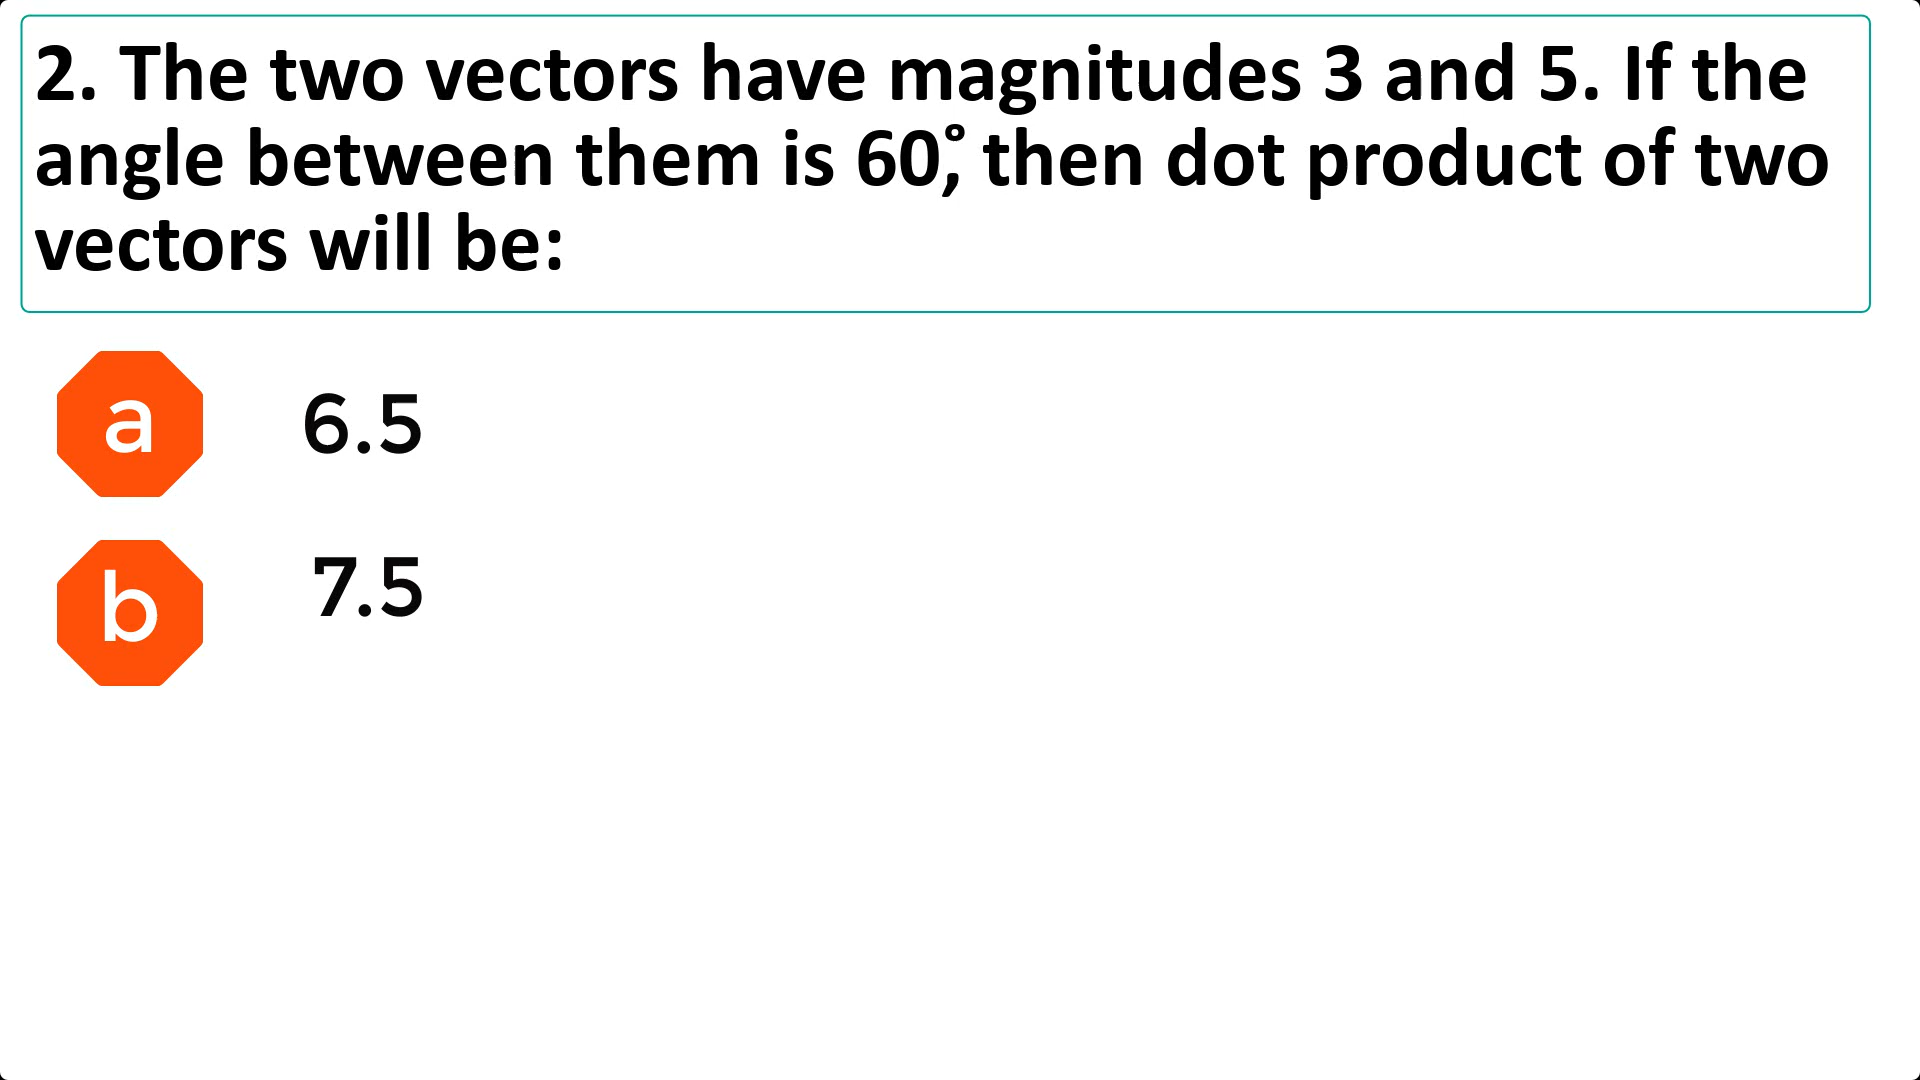 2. The two vectors have magnitudes 3 and 5. If the
angle between them is 60°, then dot product of two
vectors will be:
a 6.5
b 7.5